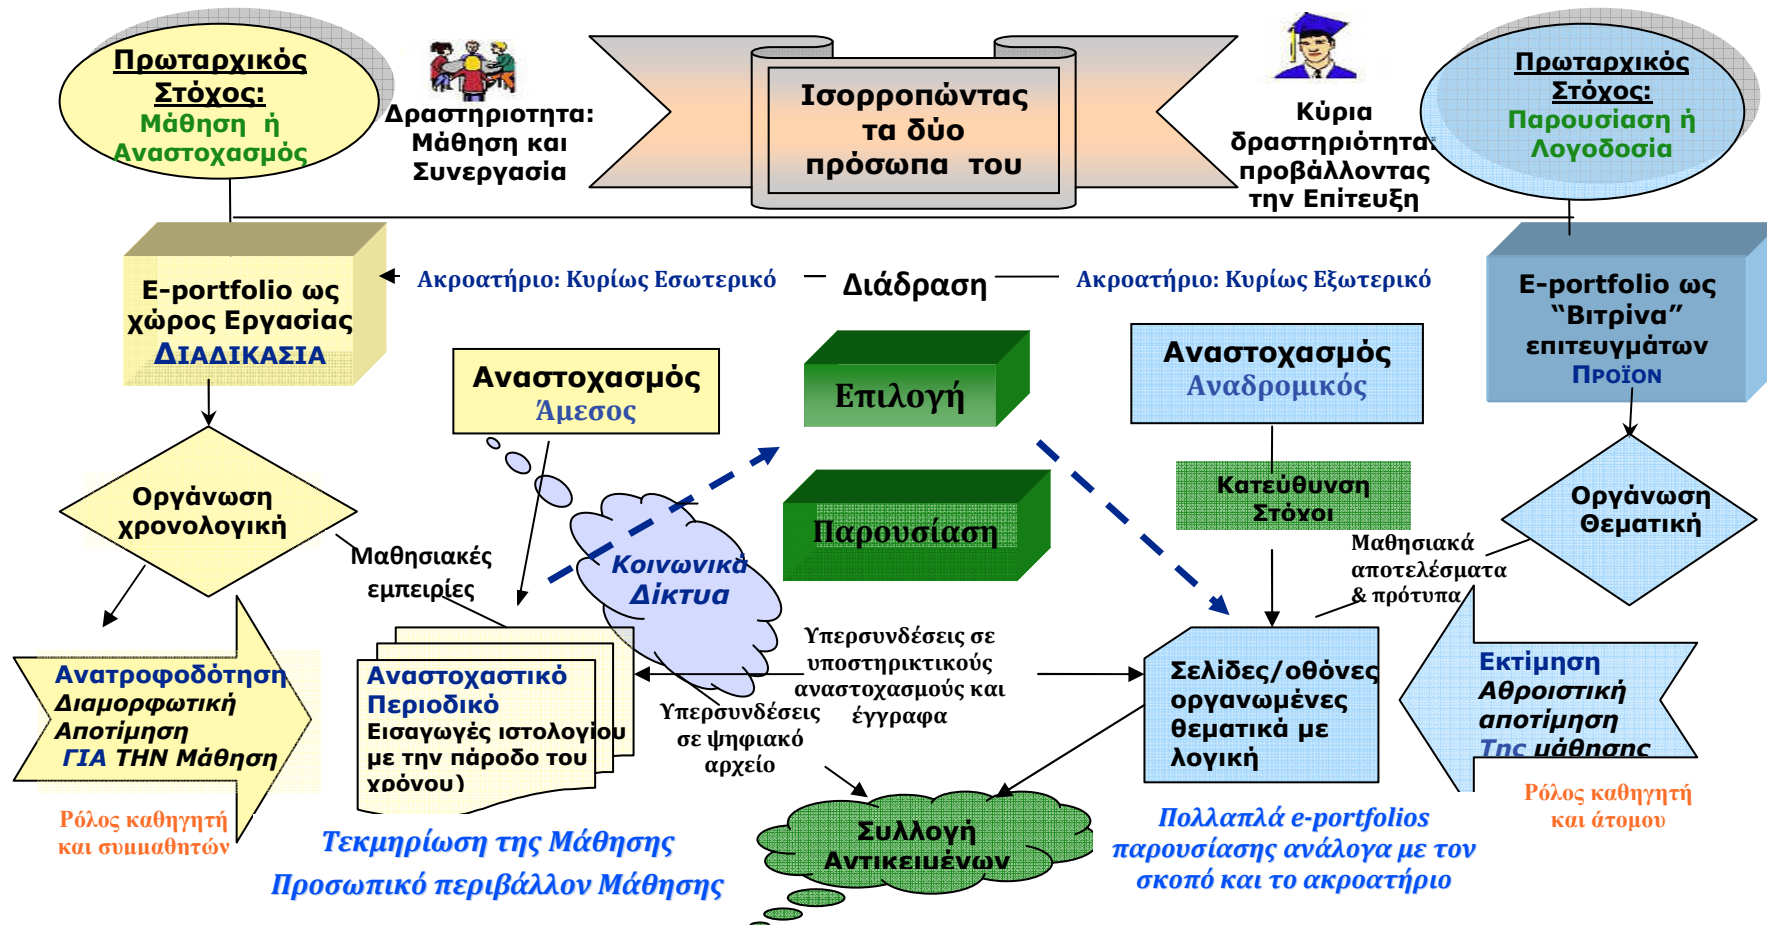 Πρωταρχικός
Στόχος:
Μάθηση ή
Αναστοχασμός
Δραστηριοτητα:
Μάθηση και
Συνεργασία
Ισορροπώντας
τα δύο
πρόσωπα του
Κύρια
δραστηριότητα:
προβάλλοντας
την Επίτευξη
Πρωταρχικός
Στόχος:
Παρουσίαση ή
Λογοδοσία
E-portfolio ως
χώρος Εργασίας
ΔΙΑΔΙΚΑΣΙΑ
Ακροατήριο: Κυρίως Εσωτερικό
Διάδραση
Ακροατήριο: Κυρίως Εξωτερικό
E-portfolio ως
“Βιτρίνα”
επιτευγμάτων
ΠΡΟΪΟΝ
Αναστοχασμός
Άμεσος
Επιλογή
Αναστοχασμός
Αναδρομικός
Οργάνωση
χρονολογική
Μαθησιακές
εμπειρίες
Κοινωνικά
Δίκτυα
Παρουσίαση
Κατεύθυνση
Στόχοι
Οργάνωση
Θεματική
Μαθησιακά
αποτελέσματα
& πρότυπα
Ανατροφοδότηση
Διαμορφωτική
Αποτίμηση
ΓΙΑ ΤΗΝ Μάθηση
Αναστοχαστικό
Περιοδικό
Εισαγωγές ιστολογίου
με την πάροδο του
χρόνου)
Υπερσυνδέσεις σε
υποστηρικτικούς
αναστοχασμούς και
έγγραφα
Υπερσυνδέσεις
σε ψηφιακό
αρχείο
Σελίδες/οθόνες
οργανωμένες
θεματικά με
λογική
Εκτίμηση
Αθροιστική
αποτίμηση
Της μάθησης
Ρόλος καθηγητή
και συμμαθητών
Τεκμηρίωση της Μάθησης
Προσωπικό περιβάλλον Μάθησης
Συλλογή
Αντικειμένων
Πολλαπλά e-portfolios
παρουσίασης ανάλογα με τον
σκοπό και το ακροατήριο
Ρόλος καθηγητή
και άτομου